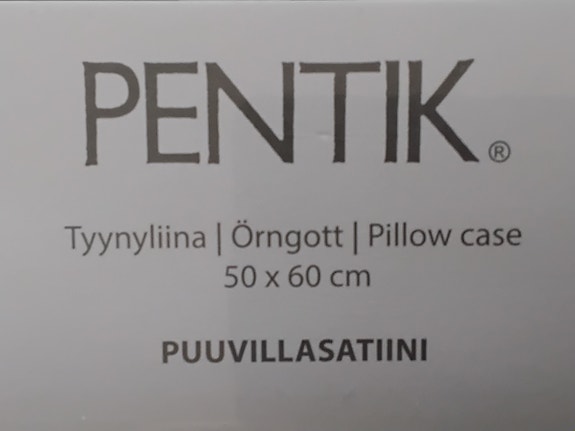 PENTIK®
Tyynyliina | Örngott | Pillow case
50 x 60 cm
PUUVILLASATIINI